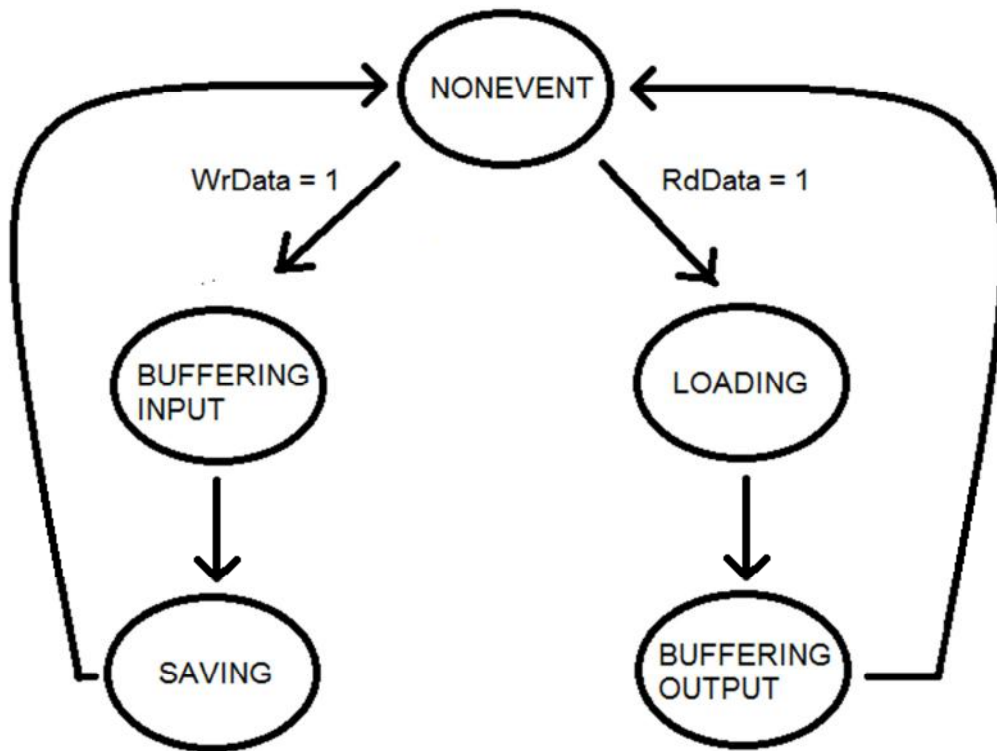 NONEVENT
WrData = 1
RdData = 1
BUFFERING
INPUT
LOADING
SAVING
BUFFERING
OUTPUT